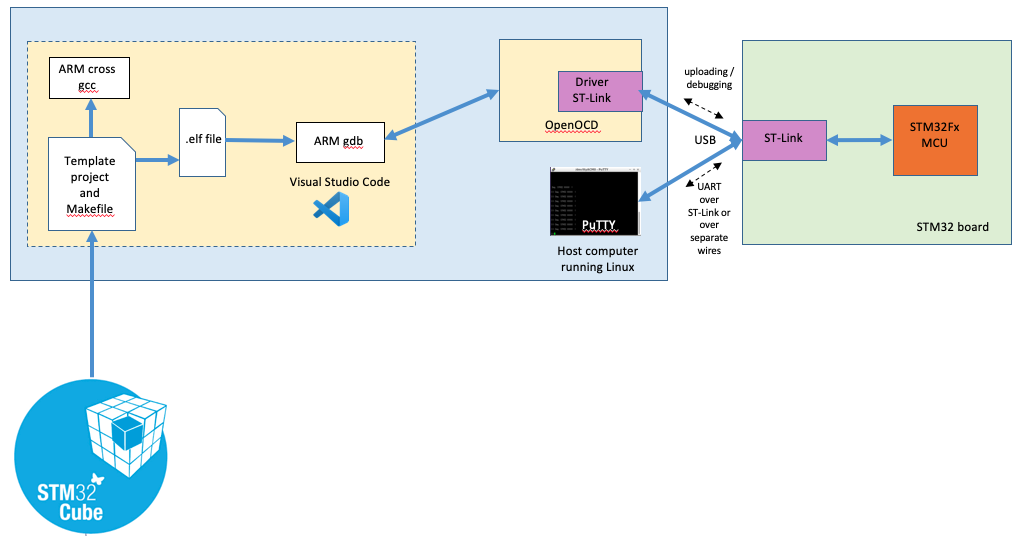 ARM cross
gcc
.elf file
ARM gdb
Template
project
and
Makefile
Visual Studio Code
Driver
ST-Link
OpenOCD
PuTTY
Host computer
running Linux
uploading /
debugging
USB
UART
over
ST-Link or
over
separate
wires
ST-Link
STM32Fx
MCU
STM32 board
STM32
Cube